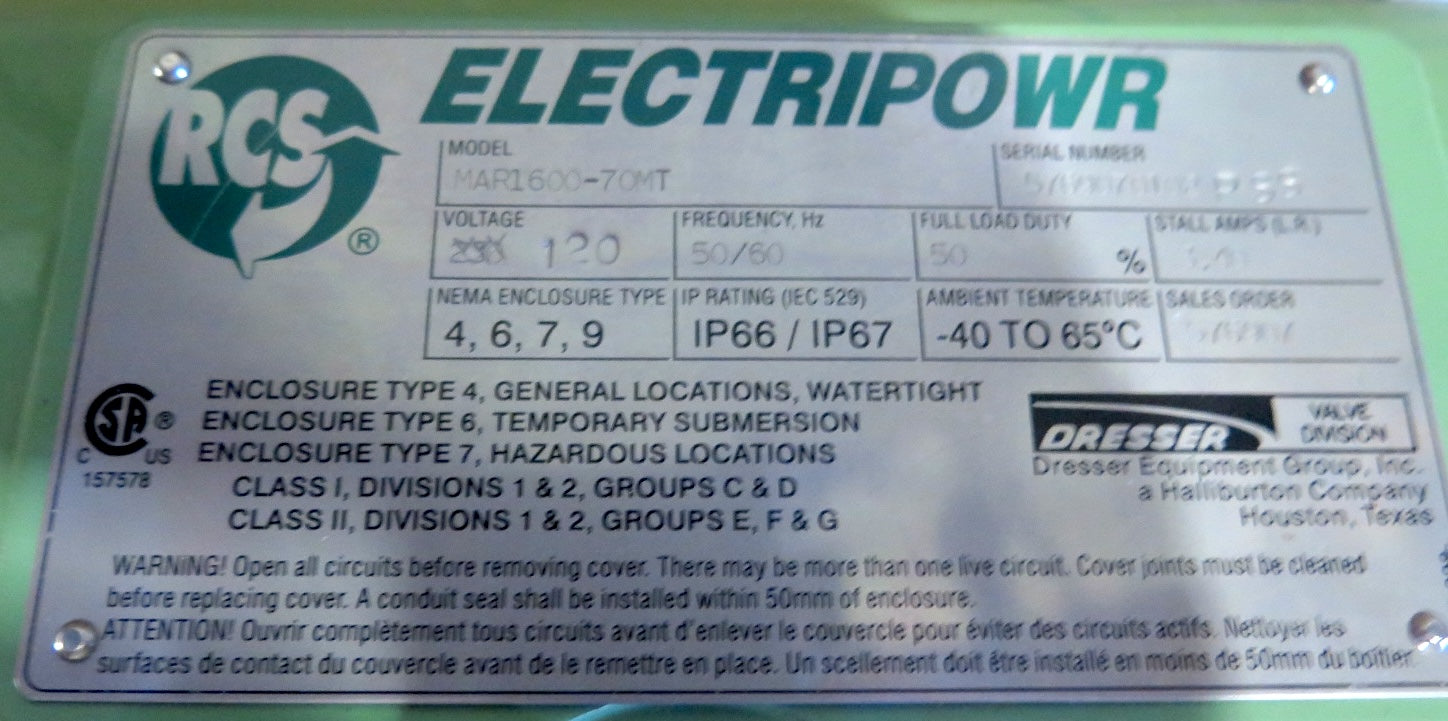 RCS ®
ELECTRIPOWR
MODEL
SERIAL NUMBER
MAR1600-70MT
VOLTAGE
FREQUENCY, Hz
FULL LOAD DUTY
STALL AMPS (L.R.)
120
50/60
50 %
NEMA ENCLOSURE TYPE
IP RATING (IEC 529)
AMBIENT TEMPERATURE
SALES ORDER
4, 6, 7, 9
IP66 / IP67
-40 TO 65°C
ENCLOSURE TYPE 4, GENERAL LOCATIONS, WATERTIGHT
ENCLOSURE TYPE 6, TEMPORARY SUBMERSION
ENCLOSURE TYPE 7, HAZARDOUS LOCATIONS
CLASS I, DIVISIONS 1 & 2, GROUPS C & D
CLASS II, DIVISIONS 1 & 2, GROUPS E, F & G
SA ®
C US
157578
DRESSER
VALVE
DIVISION
Dresser Equipment Group, Inc.
a Halliburton Company
Houston, Texas
WARNING! Open all circuits before removing cover. There may be more than one live circuit. Cover joints must be cleaned
before replacing cover. A conduit seal shall be installed within 50mm of enclosure.
ATTENTION! Ouvrir complètement tous circuits avant d'enlever le couvercle pour éviter des circuits actifs. Nettoyer les
surfaces de contact du couvercle avant de le remettre en place. Un scellement doit être installé en moins de 50mm du boîtier.